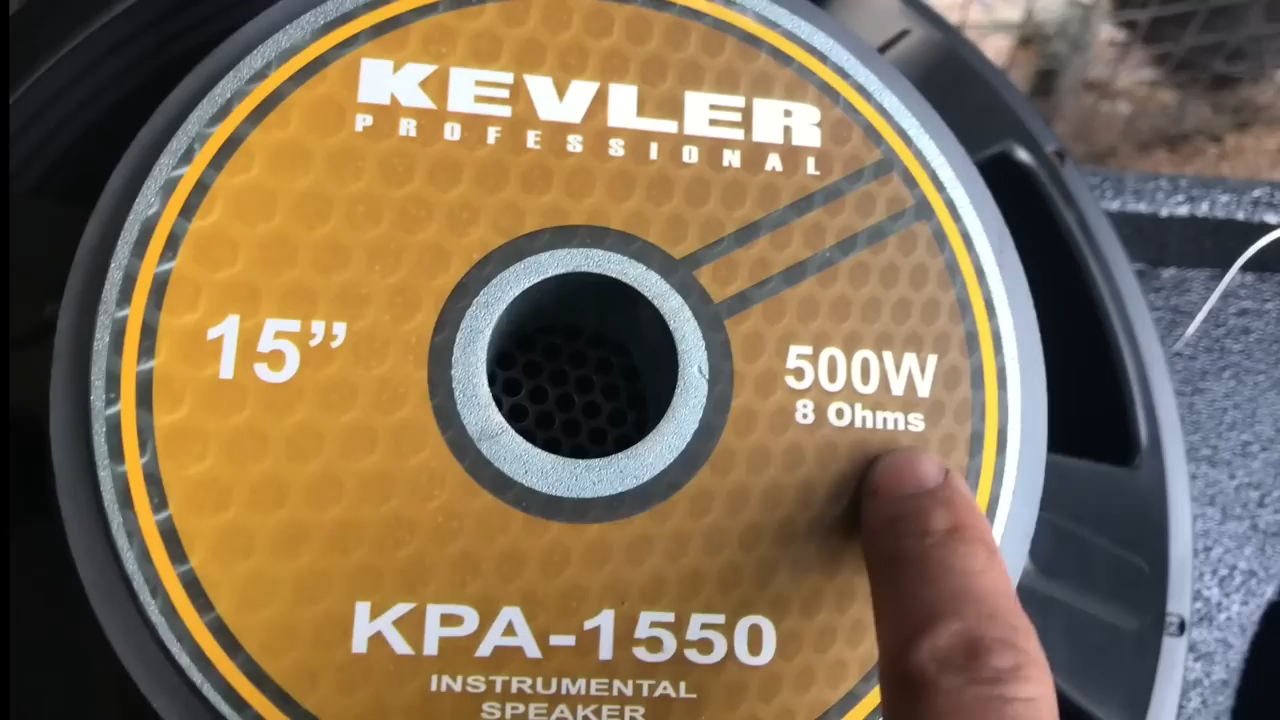 KEVLER
PROFESSIONAL
15”
500W
8 Ohms
KPA-1550
INSTRUMENTAL
SPEAKER